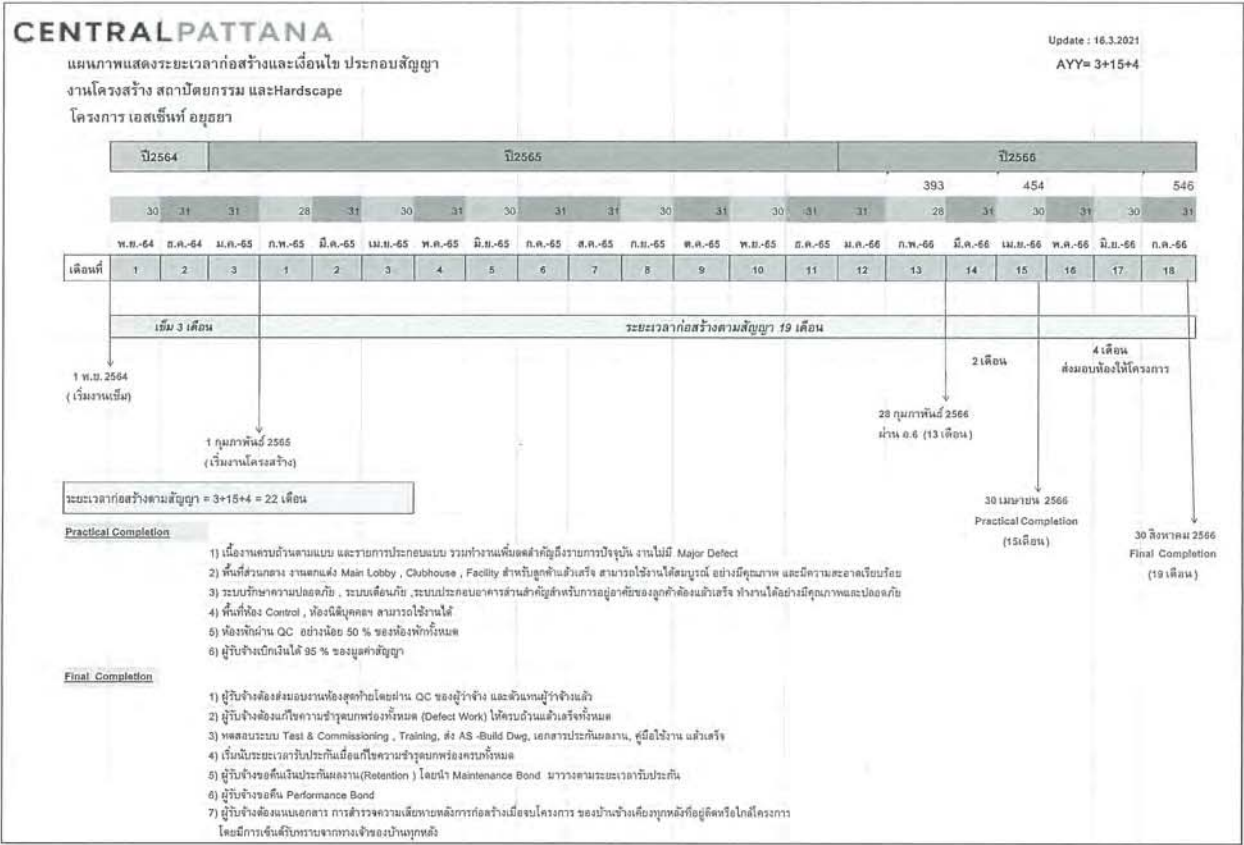 CENTRALPATTANA
Update : 16.3.2021
แผนภาพแสดงระยะเวลาก่อสร้างและเงื่อนไข ประกอบสัญญา
AYY= 3+15+4
งานโครงสร้าง สถาปัตยกรรม และHardscape
โครงการ เอสเซ็นท์ อยุธยา
ปี2564 ปี2565 ปี2566
393 454 546
30 31 31 28 31 30 31 30 31 31 30 31 30 31 31 28 31 30 31 30 31
พ.ย.-64 ธ.ค.-64 ม.ค.-65 ก.พ.-65 มี.ค.-65 เม.ย.-65 พ.ค.-65 มิ.ย.-65 ก.ค.-65 ส.ค.-65 ก.ย.-65 ต.ค.-65 พ.ย.-65 ธ.ค.-65 ม.ค.-66 ก.พ.-66 มี.ค.-66 เม.ย.-66 พ.ค.-66 มิ.ย.-66 ก.ค.-66
เดือนที่ 1 2 3 1 2 3 4 5 6 7 8 9 10 11 12 13 14 15 16 17 18
เข็ม 3 เดือน ระยะเวลาก่อสร้างตามสัญญา 19 เดือน
2 เดือน
4 เดือน
ส่งมอบห้องให้โครงการ
1 พ.ย. 2564
( เริ่มงานเข็ม)
28 กุมภาพันธ์ 2566
ผ่าน อ.6 (13 เดือน)
1 กุมภาพันธ์ 2565
(เริ่มงานโครงสร้าง)
ระยะเวลาก่อสร้างตามสัญญา = 3+15+4 = 22 เดือน
30 เมษายน 2566
Practical Completion
(15เดือน)
30 สิงหาคม 2566
Final Completion
(19 เดือน)
Practical Completion
1) เนื้องานครบถ้วนตามแบบ และรายการประกอบแบบ รวมทำงานเพิ่มลดสำคัญถึงรายการปัจจุบัน งานไม่มี Major Defect
2) พื้นที่ส่วนกลาง งานตกแต่ง Main Lobby , Clubhouse , Facility สำหรับลูกค้าแล้วเสร็จ สามารถใช้งานได้สมบูรณ์ อย่างมีคุณภาพ และมีความสะอาดเรียบร้อย
3) ระบบรักษาความปลอดภัย , ระบบเตือนภัย ,ระบบประกอบอาคารส่วนสำคัญสำหรับการอยู่อาศัยของลูกค้าต้องแล้วเสร็จ ทำงานได้อย่างมีคุณภาพและปลอดภัย
4) พื้นที่ห้อง Control , ห้องนิติบุคคลฯ สามารถใช้งานได้
5) ห้องพักผ่าน QC อย่างน้อย 50 % ของห้องพักทั้งหมด
6) ผู้รับจ้างเบิกเงินได้ 95 % ของมูลค่าสัญญา
Final Completion
1) ผู้รับจ้างต้องส่งมอบงานห้องสุดท้ายโดยผ่าน QC ของผู้ว่าจ้าง และตัวแทนผู้ว่าจ้างแล้ว
2) ผู้รับจ้างต้องแก้ไขความชำรุดบกพร่องทั้งหมด (Defect Work) ให้ครบถ้วนแล้วเสร็จทั้งหมด
3) ทดสอบระบบ Test & Commissioning , Training, ส่ง AS -Build Dwg, เอกสารประกันผลงาน, คู่มือใช้งาน แล้วเสร็จ
4) เริ่มนับระยะเวลารับประกันเมื่อแก้ไขความชำรุดบกพร่องครบทั้งหมด
5) ผู้รับจ้างขอคืนเงินประกันผลงาน(Retention ) โดยนำ Maintenance Bond มาวางตามระยะเวลารับประกัน
6) ผู้รับจ้างขอคืน Performance Bond
7) ผู้รับจ้างต้องแนบเอกสาร การสำรวจความเสียหายหลังการก่อสร้างเมื่อจบโครงการ ของบ้านข้างเคียงทุกหลังที่อยู่ติดหรือใกล้โครงการ
โดยมีการเซ็นต์รับทราบจากทางเจ้าของบ้านทุกหลัง